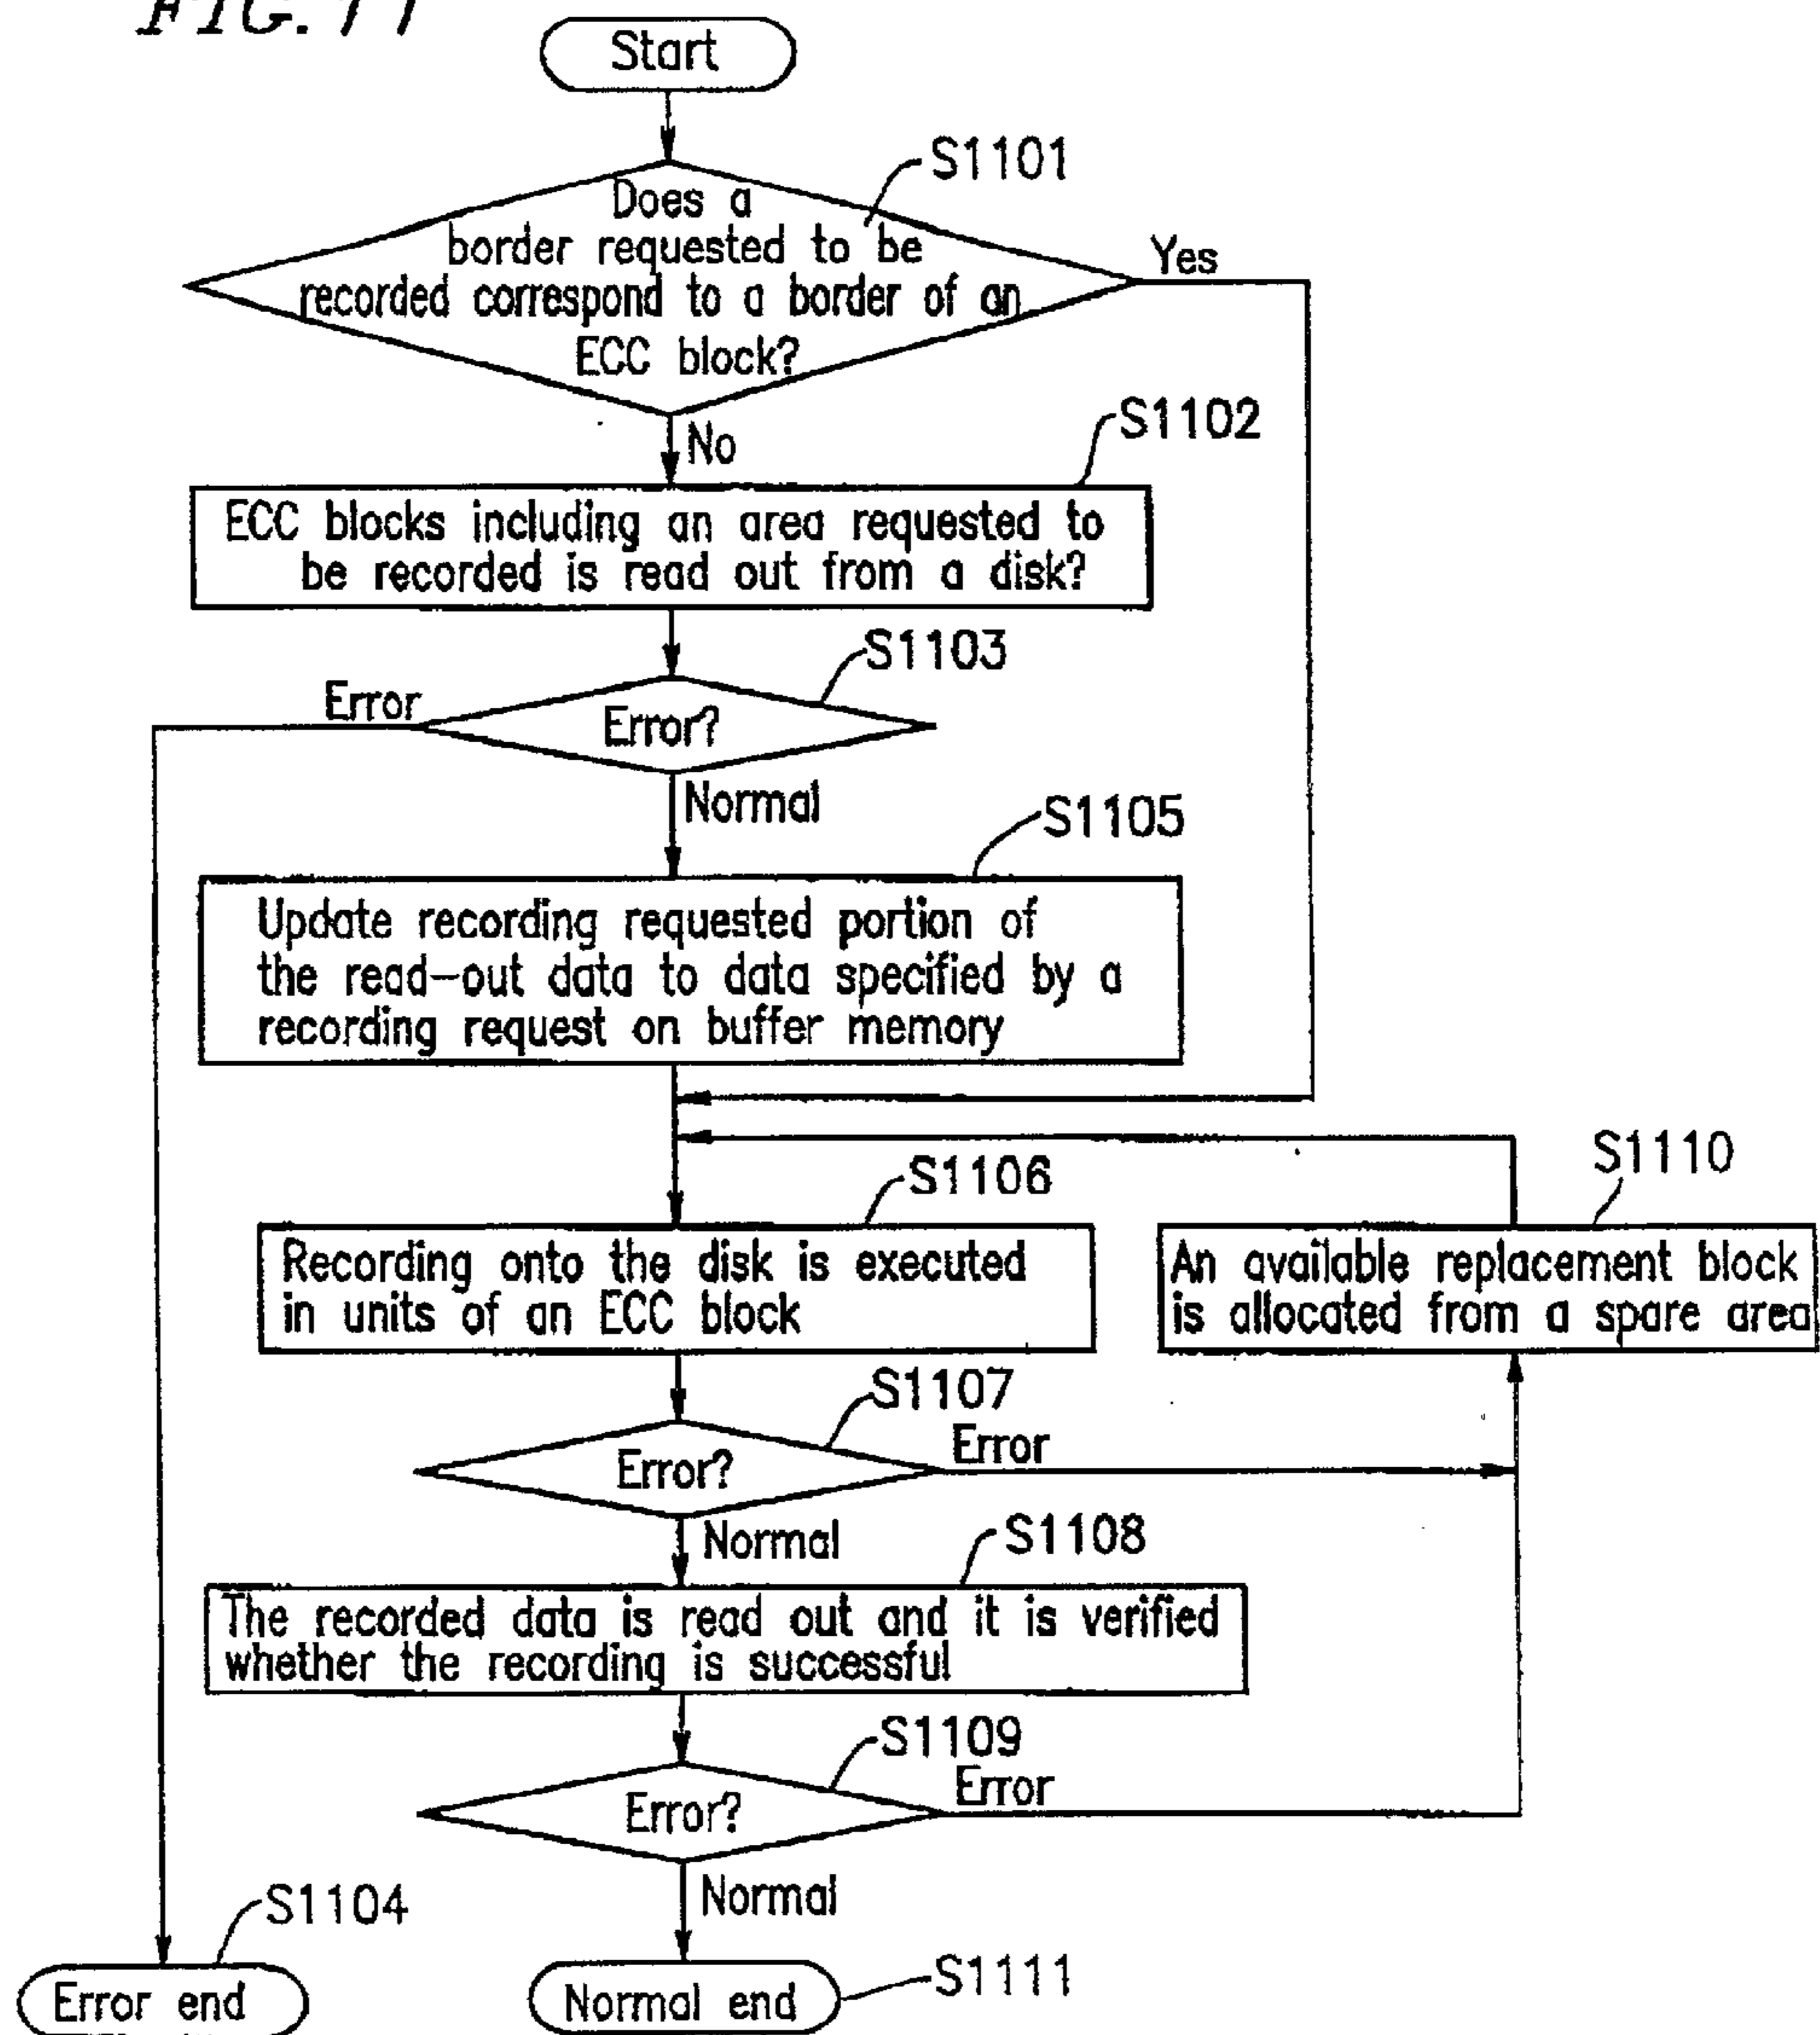 FIG. 11
Start
S1101
Does a
border requested to be
recorded correspond to a border of an
ECC block?
Yes
No
S1102
ECC blocks including an area requested to
be recorded is read out from a disk?
S1103
Error
Error?
Normal
S1105
Update recording requested portion of
the read-out data to data specified by a
recording request on buffer memory
S1110
S1106
Recording onto the disk is executed
in units of an ECC block
An available replacement block
is allocated from a spare area
S1107
Error?
Error
Normal
S1108
The recorded data is read out and it is verified
whether the recording is successful
S1109
Error?
Error
Normal
S1104
Error end
Normal end
S1111